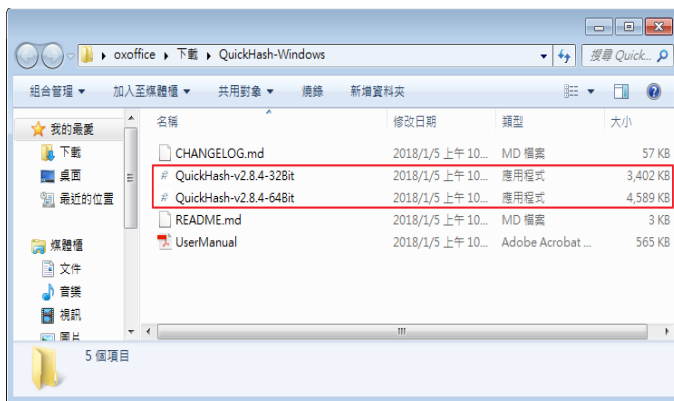 oxoffice 下載 QuickHash-Windows 搜尋 Quick...
組合管理 加入至媒體櫃 共用對象 燒錄 新增資料夾
我的最愛
下載
桌面
最近的位置
媒體櫃
文件
音樂
視訊
圖片
名稱 修改日期 類型 大小
CHANGELOG.md 2018/1/5 上午 10... MD 檔案 57 KB
QuickHash-v2.8.4-32Bit 2018/1/5 上午 10... 應用程式 3,402 KB
QuickHash-v2.8.4-64Bit 2018/1/5 上午 10... 應用程式 4,589 KB
README.md 2018/1/5 上午 10... MD 檔案 3 KB
UserManual 2018/1/5 上午 10... Adobe Acrobat ... 565 KB
5 個項目